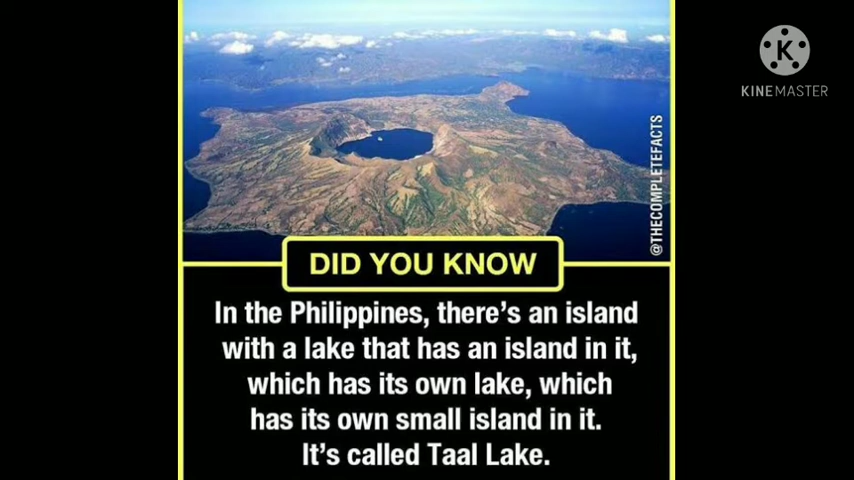 KINEMASTER
@THECOMPLETEFACTS
DID YOU KNOW
In the Philippines, there's an island
with a lake that has an island in it,
which has its own lake, which
has its own small island in it.
It's called Taal Lake.